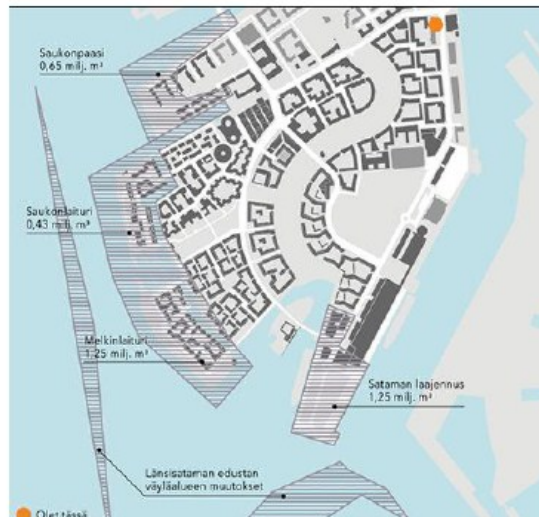 Saukonpaasi
0,65 milj. m³
Saukonlaituri
0,43 milj. m³
Melkinlaituri
1,25 milj. m³
Sataman laajennus
1,25 milj. m³
Länsisataman edustan
väyläalueen muutokset
Olet tässä